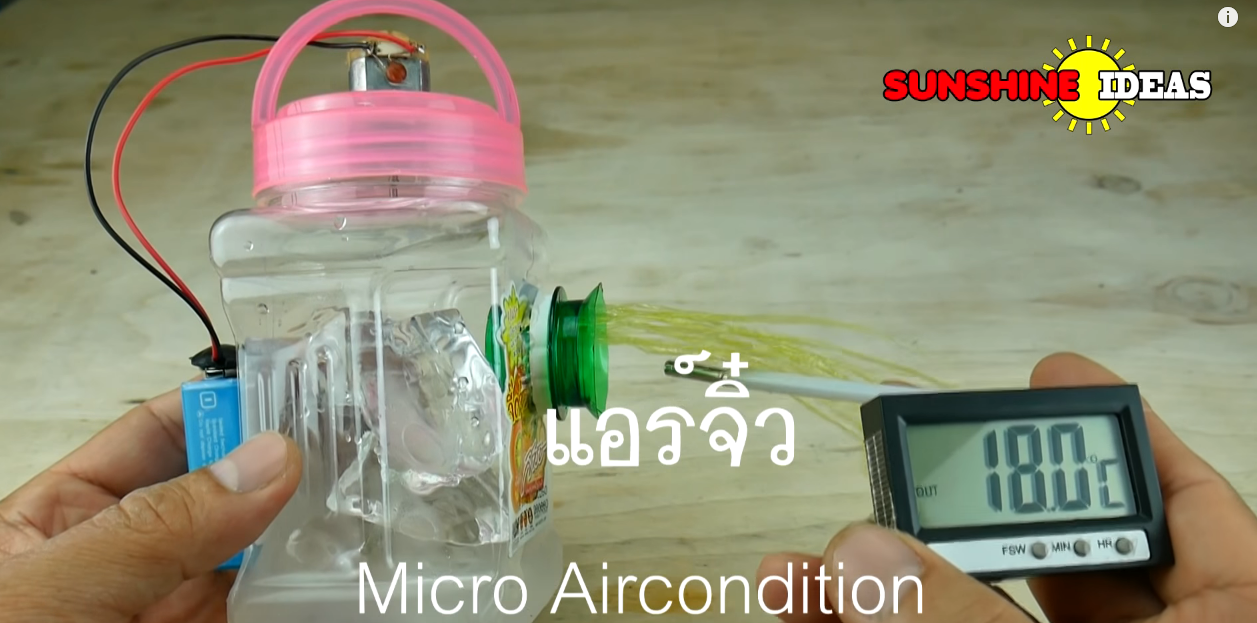 SUNSHINE IDEAS
แอร์จิ๋ว
OUT 18.0°C
FSW MIN HR
Micro Aircondition